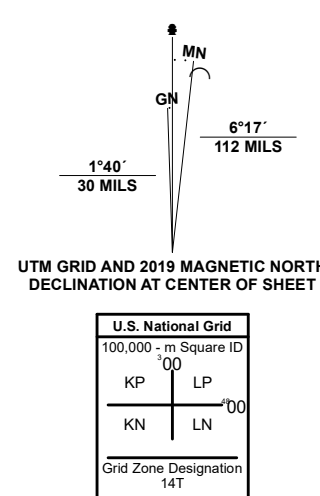 MN
GN
6°17´
112 MILS
1°40´
30 MILS
UTM GRID AND 2019 MAGNETIC NORTH
DECLINATION AT CENTER OF SHEET
U.S. National Grid
100,000 - m Square ID
³00
KP LP
⁴⁸00
KN LN
Grid Zone Designation
14T